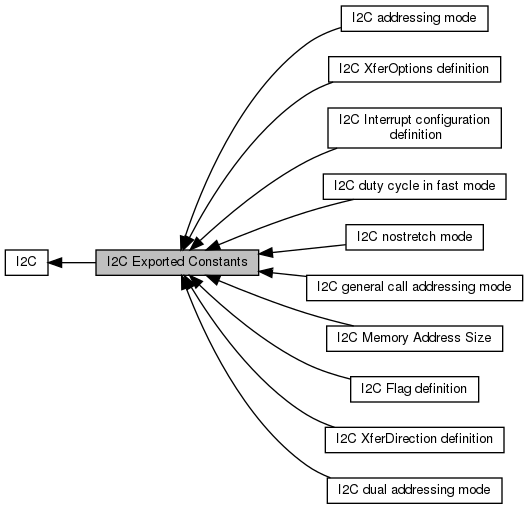 I2C addressing mode
I2C XferOptions definition
I2C Interrupt configuration
definition
I2C duty cycle in fast mode
I2C nostretch mode
I2C
I2C Exported Constants
I2C general call addressing mode
I2C Memory Address Size
I2C Flag definition
I2C XferDirection definition
I2C dual addressing mode